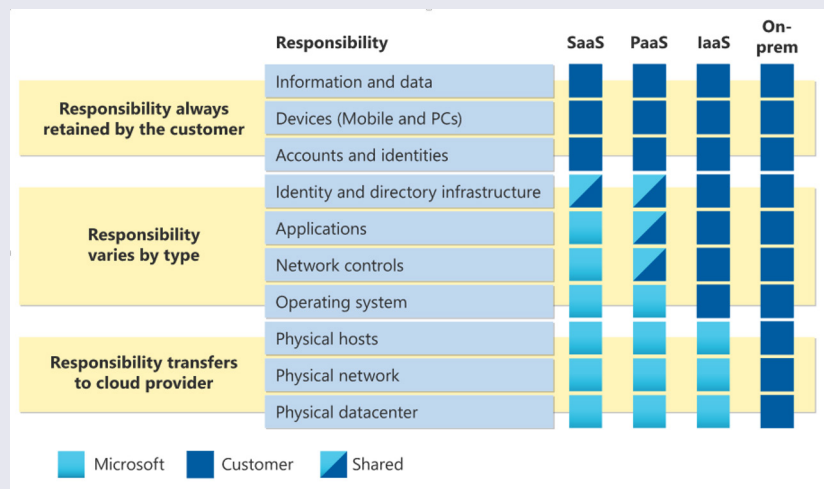 Responsibility SaaS PaaS IaaS On-
prem
Responsibility always
retained by the customer
Information and data
Devices (Mobile and PCs)
Accounts and identities
Responsibility
varies by type
Identity and directory infrastructure
Applications
Network controls
Operating system
Responsibility transfers
to cloud provider
Physical hosts
Physical network
Physical datacenter
Microsoft Customer Shared